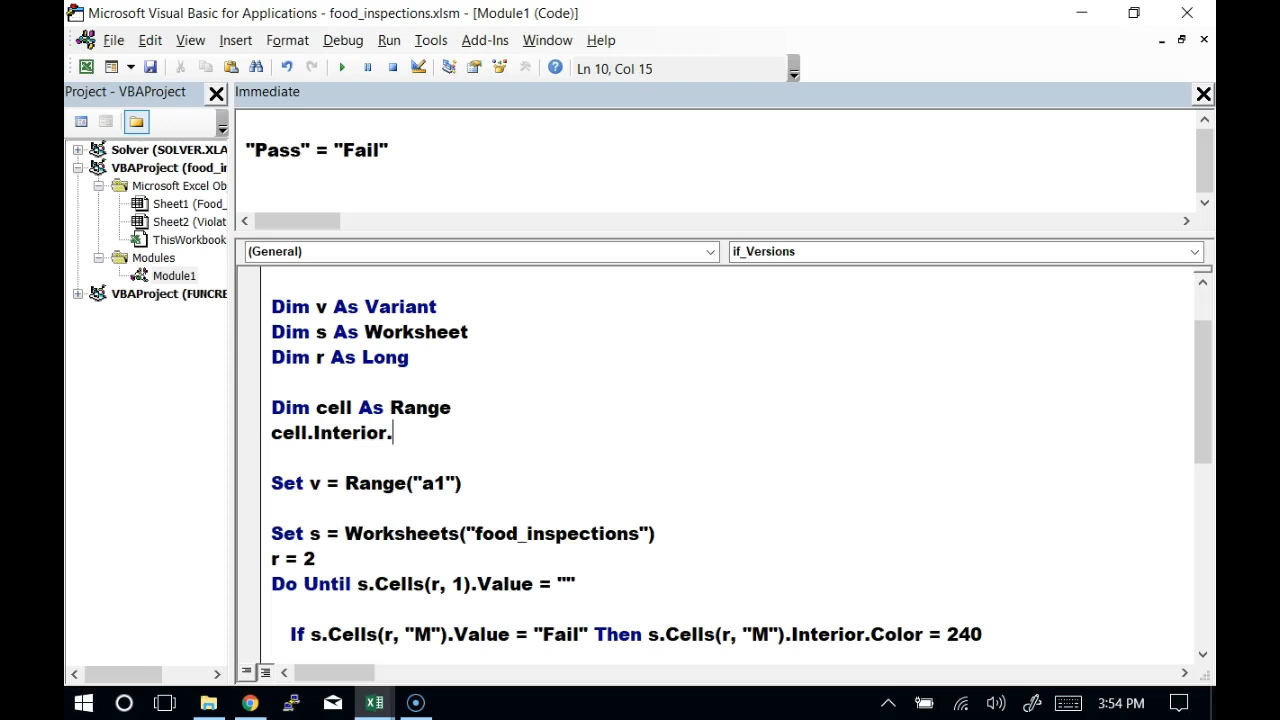 Microsoft Visual Basic for Applications - food_inspections.xlsm - [Module1 (Code)]
File Edit View Insert Format Debug Run Tools Add-Ins Window Help
Ln 10, Col 15
Project - VBAProject
Immediate
Solver (SOLVER.XLA
VBAProject (food_in
Microsoft Excel Ob
Sheet1 (Food_
Sheet2 (Violat
ThisWorkbook
Modules
Module1
VBAProject (FUNCRE
"Pass" = "Fail"
(General) if_Versions
Dim v As Variant
Dim s As Worksheet
Dim r As Long
Dim cell As Range
cell.Interior.
Set v = Range("a1")
Set s = Worksheets("food_inspections")
r = 2
Do Until s.Cells(r, 1).Value = ""
If s.Cells(r, "M").Value = "Fail" Then s.Cells(r, "M").Interior.Color = 240
3:54 PM